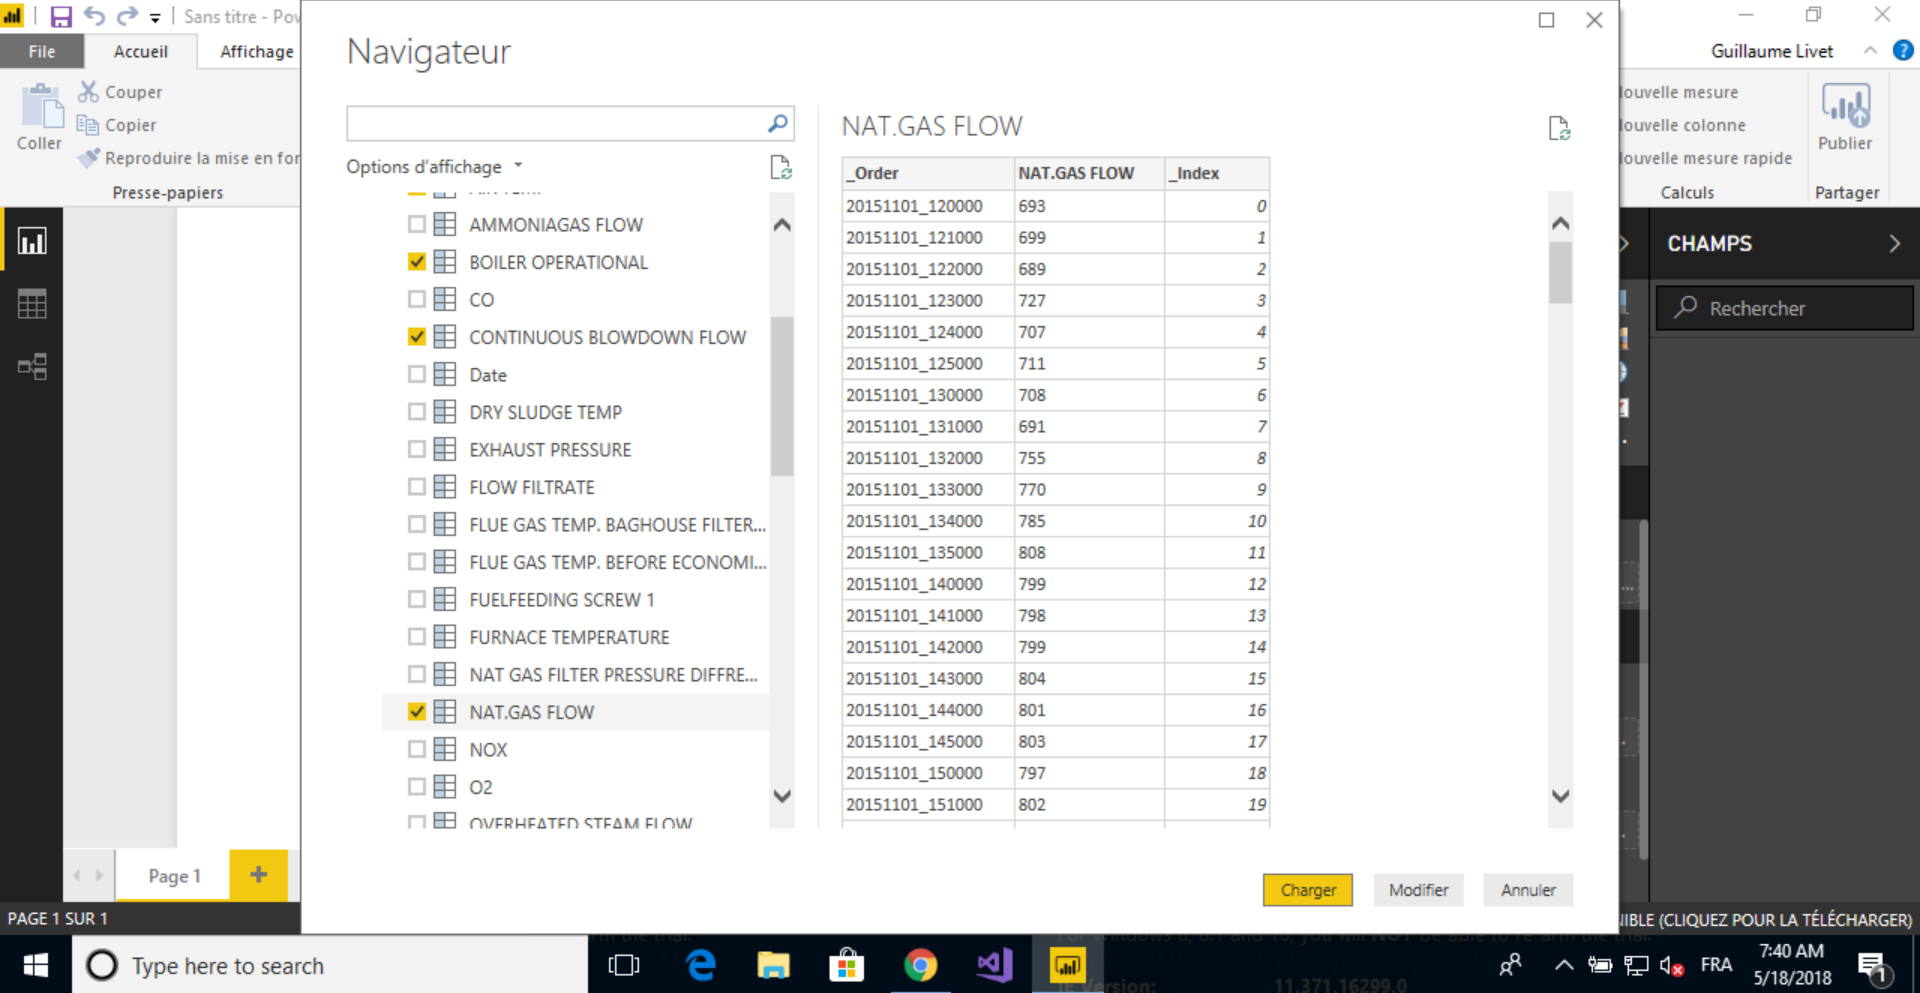 Sans titre - Pov
File
Accueil
Affichage
Guillaume Livet
Couper
Copier
Coller
Reproduire la mise en for
Presse-papiers
ouvelle mesure
ouvelle colonne
ouvelle mesure rapide
Calculs
Publier
Partager
Navigateur
Options d'affichage
AMMONIAGAS FLOW
BOILER OPERATIONAL
CO
CONTINUOUS BLOWDOWN FLOW
Date
DRY SLUDGE TEMP
EXHAUST PRESSURE
FLOW FILTRATE
FLUE GAS TEMP. BAGHOUSE FILTER...
FLUE GAS TEMP. BEFORE ECONOMI...
FUELFEEDING SCREW 1
FURNACE TEMPERATURE
NAT GAS FILTER PRESSURE DIFFRE...
NAT.GAS FLOW
NOX
O2
OVERHEATED STEAM FLOW
NAT.GAS FLOW
_Order NAT.GAS FLOW _Index
20151101_120000 693 0
20151101_121000 699 1
20151101_122000 689 2
20151101_123000 727 3
20151101_124000 707 4
20151101_125000 711 5
20151101_130000 708 6
20151101_131000 691 7
20151101_132000 755 8
20151101_133000 770 9
20151101_134000 785 10
20151101_135000 808 11
20151101_140000 799 12
20151101_141000 798 13
20151101_142000 799 14
20151101_143000 804 15
20151101_144000 801 16
20151101_145000 803 17
20151101_150000 797 18
20151101_151000 802 19
Charger
Modifier
Annuler
CHAMPS
Rechercher
Page 1
PAGE 1 SUR 1
IBLE (CLIQUEZ POUR LA TÉLÉCHARGER)
Type here to search
IE Version: 11.371.16299.0
FRA
7:40 AM
5/18/2018
1